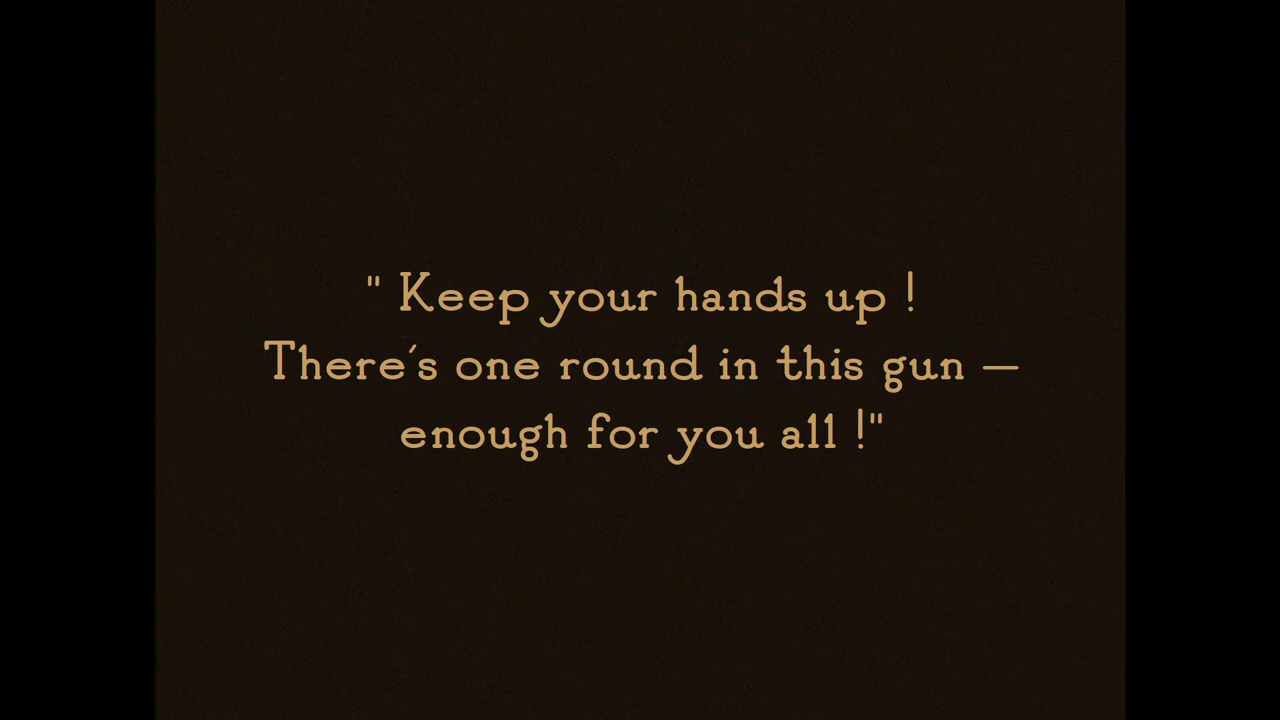 " Keep your hands up !
There's one round in this gun —
enough for you all !"